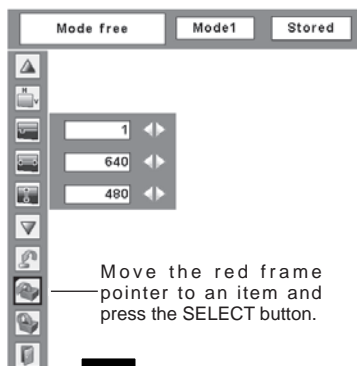 Mode free Mode1 Stored
H
V
1
640
480
Move the red frame
pointer to an item and
press the SELECT button.